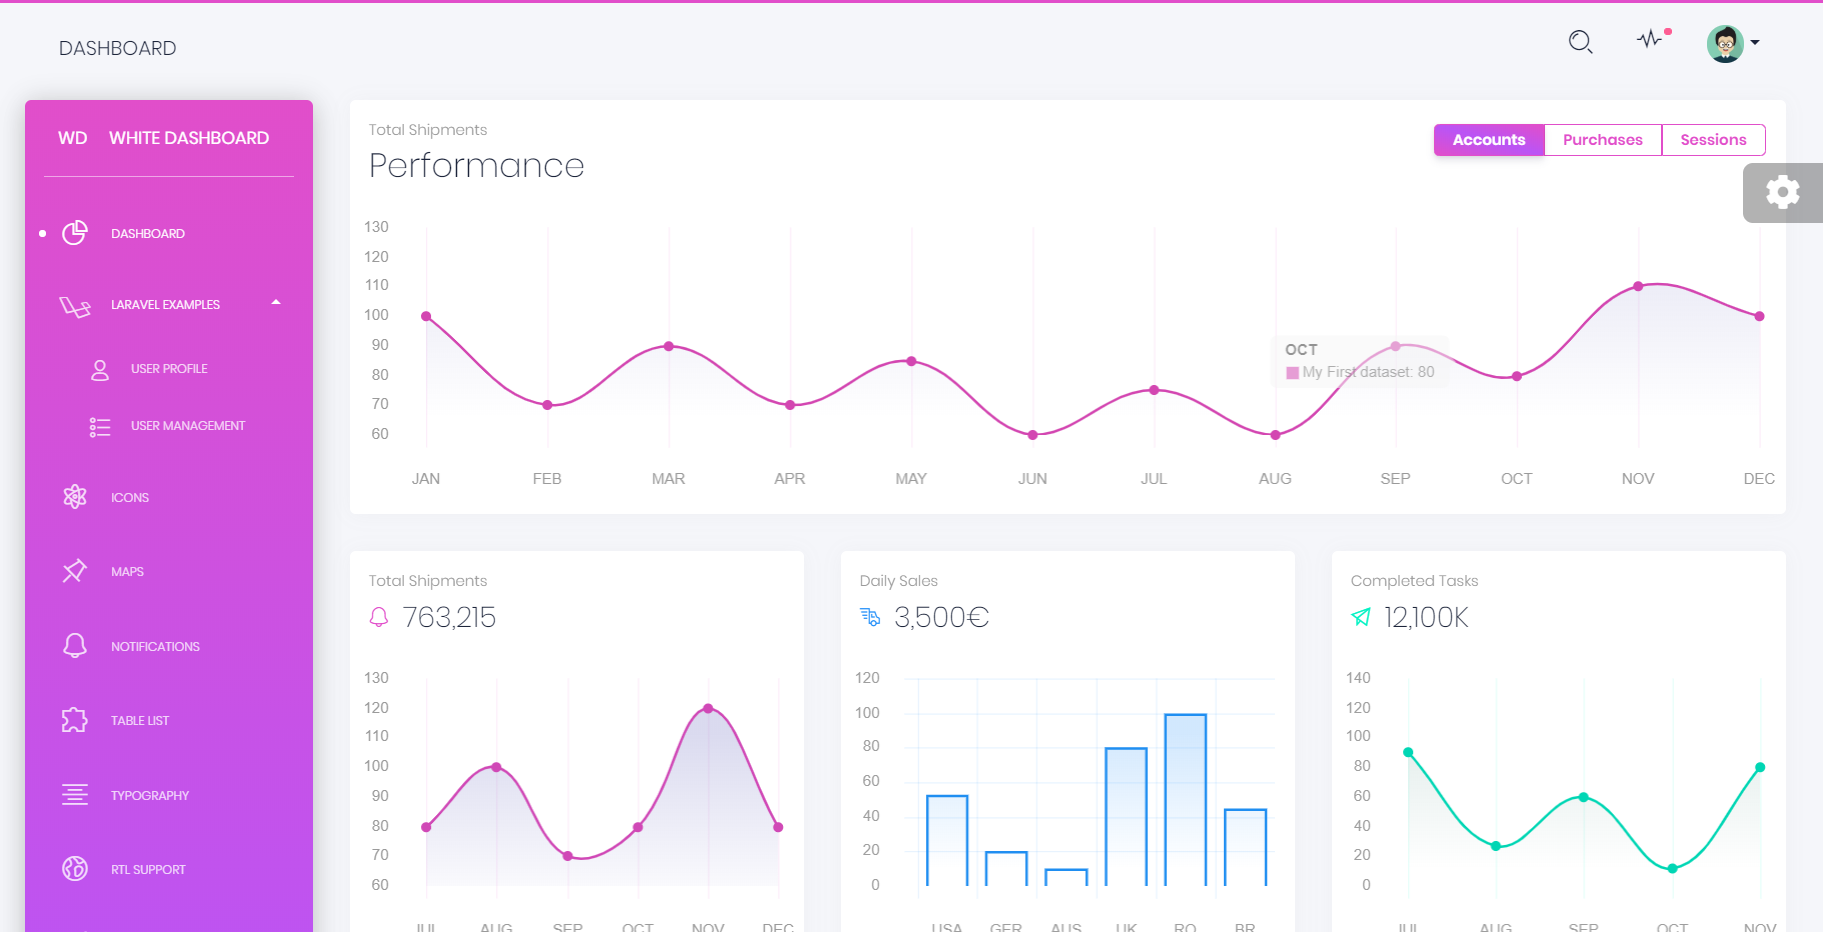 DASHBOARD
WD WHITE DASHBOARD
DASHBOARD
LARAVEL EXAMPLES
USER PROFILE
USER MANAGEMENT
ICONS
MAPS
NOTIFICATIONS
TABLE LIST
TYPOGRAPHY
RTL SUPPORT
Total Shipments
Performance
Accounts Purchases Sessions
130
120
110
100
90
80
70
60
OCT
My First dataset: 80
JAN FEB MAR APR MAY JUN JUL AUG SEP OCT NOV DEC
Total Shipments
763,215
130
120
110
100
90
80
70
60
JUL AUG SEP OCT NOV DEC
Daily Sales
3,500€
120
100
80
60
40
20
0
USA GER AUS UK RO BR
Completed Tasks
12,100K
140
120
100
80
60
40
20
0
JUL AUG SEP OCT NOV